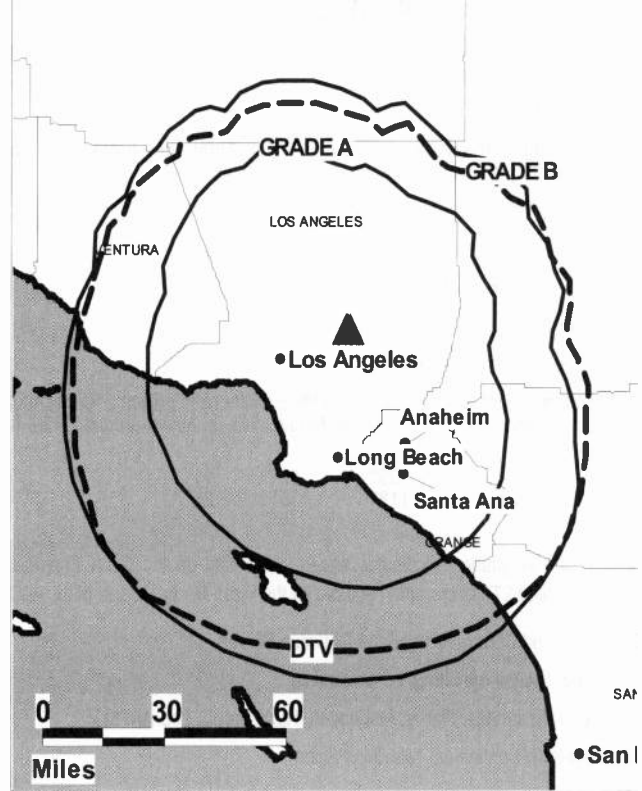 GRADE A
GRADE B
LOS ANGELES
ENTURA
Los Angeles
Anaheim
Long Beach
Santa Ana
ORANGE
DTV
SAN
0 30 60
San
Miles